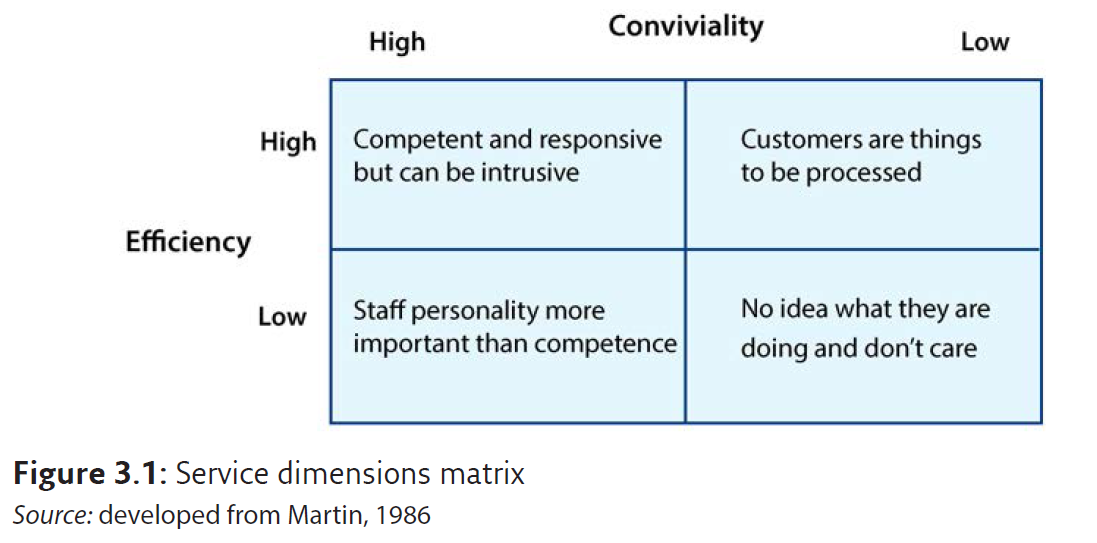 Conviviality
High
Low
High
Competent and responsive
but can be intrusive
Customers are things
to be processed
Efficiency
Low
Staff personality more
important than competence
No idea what they are
doing and don't care
Figure 3.1: Service dimensions matrix
Source: developed from Martin, 1986